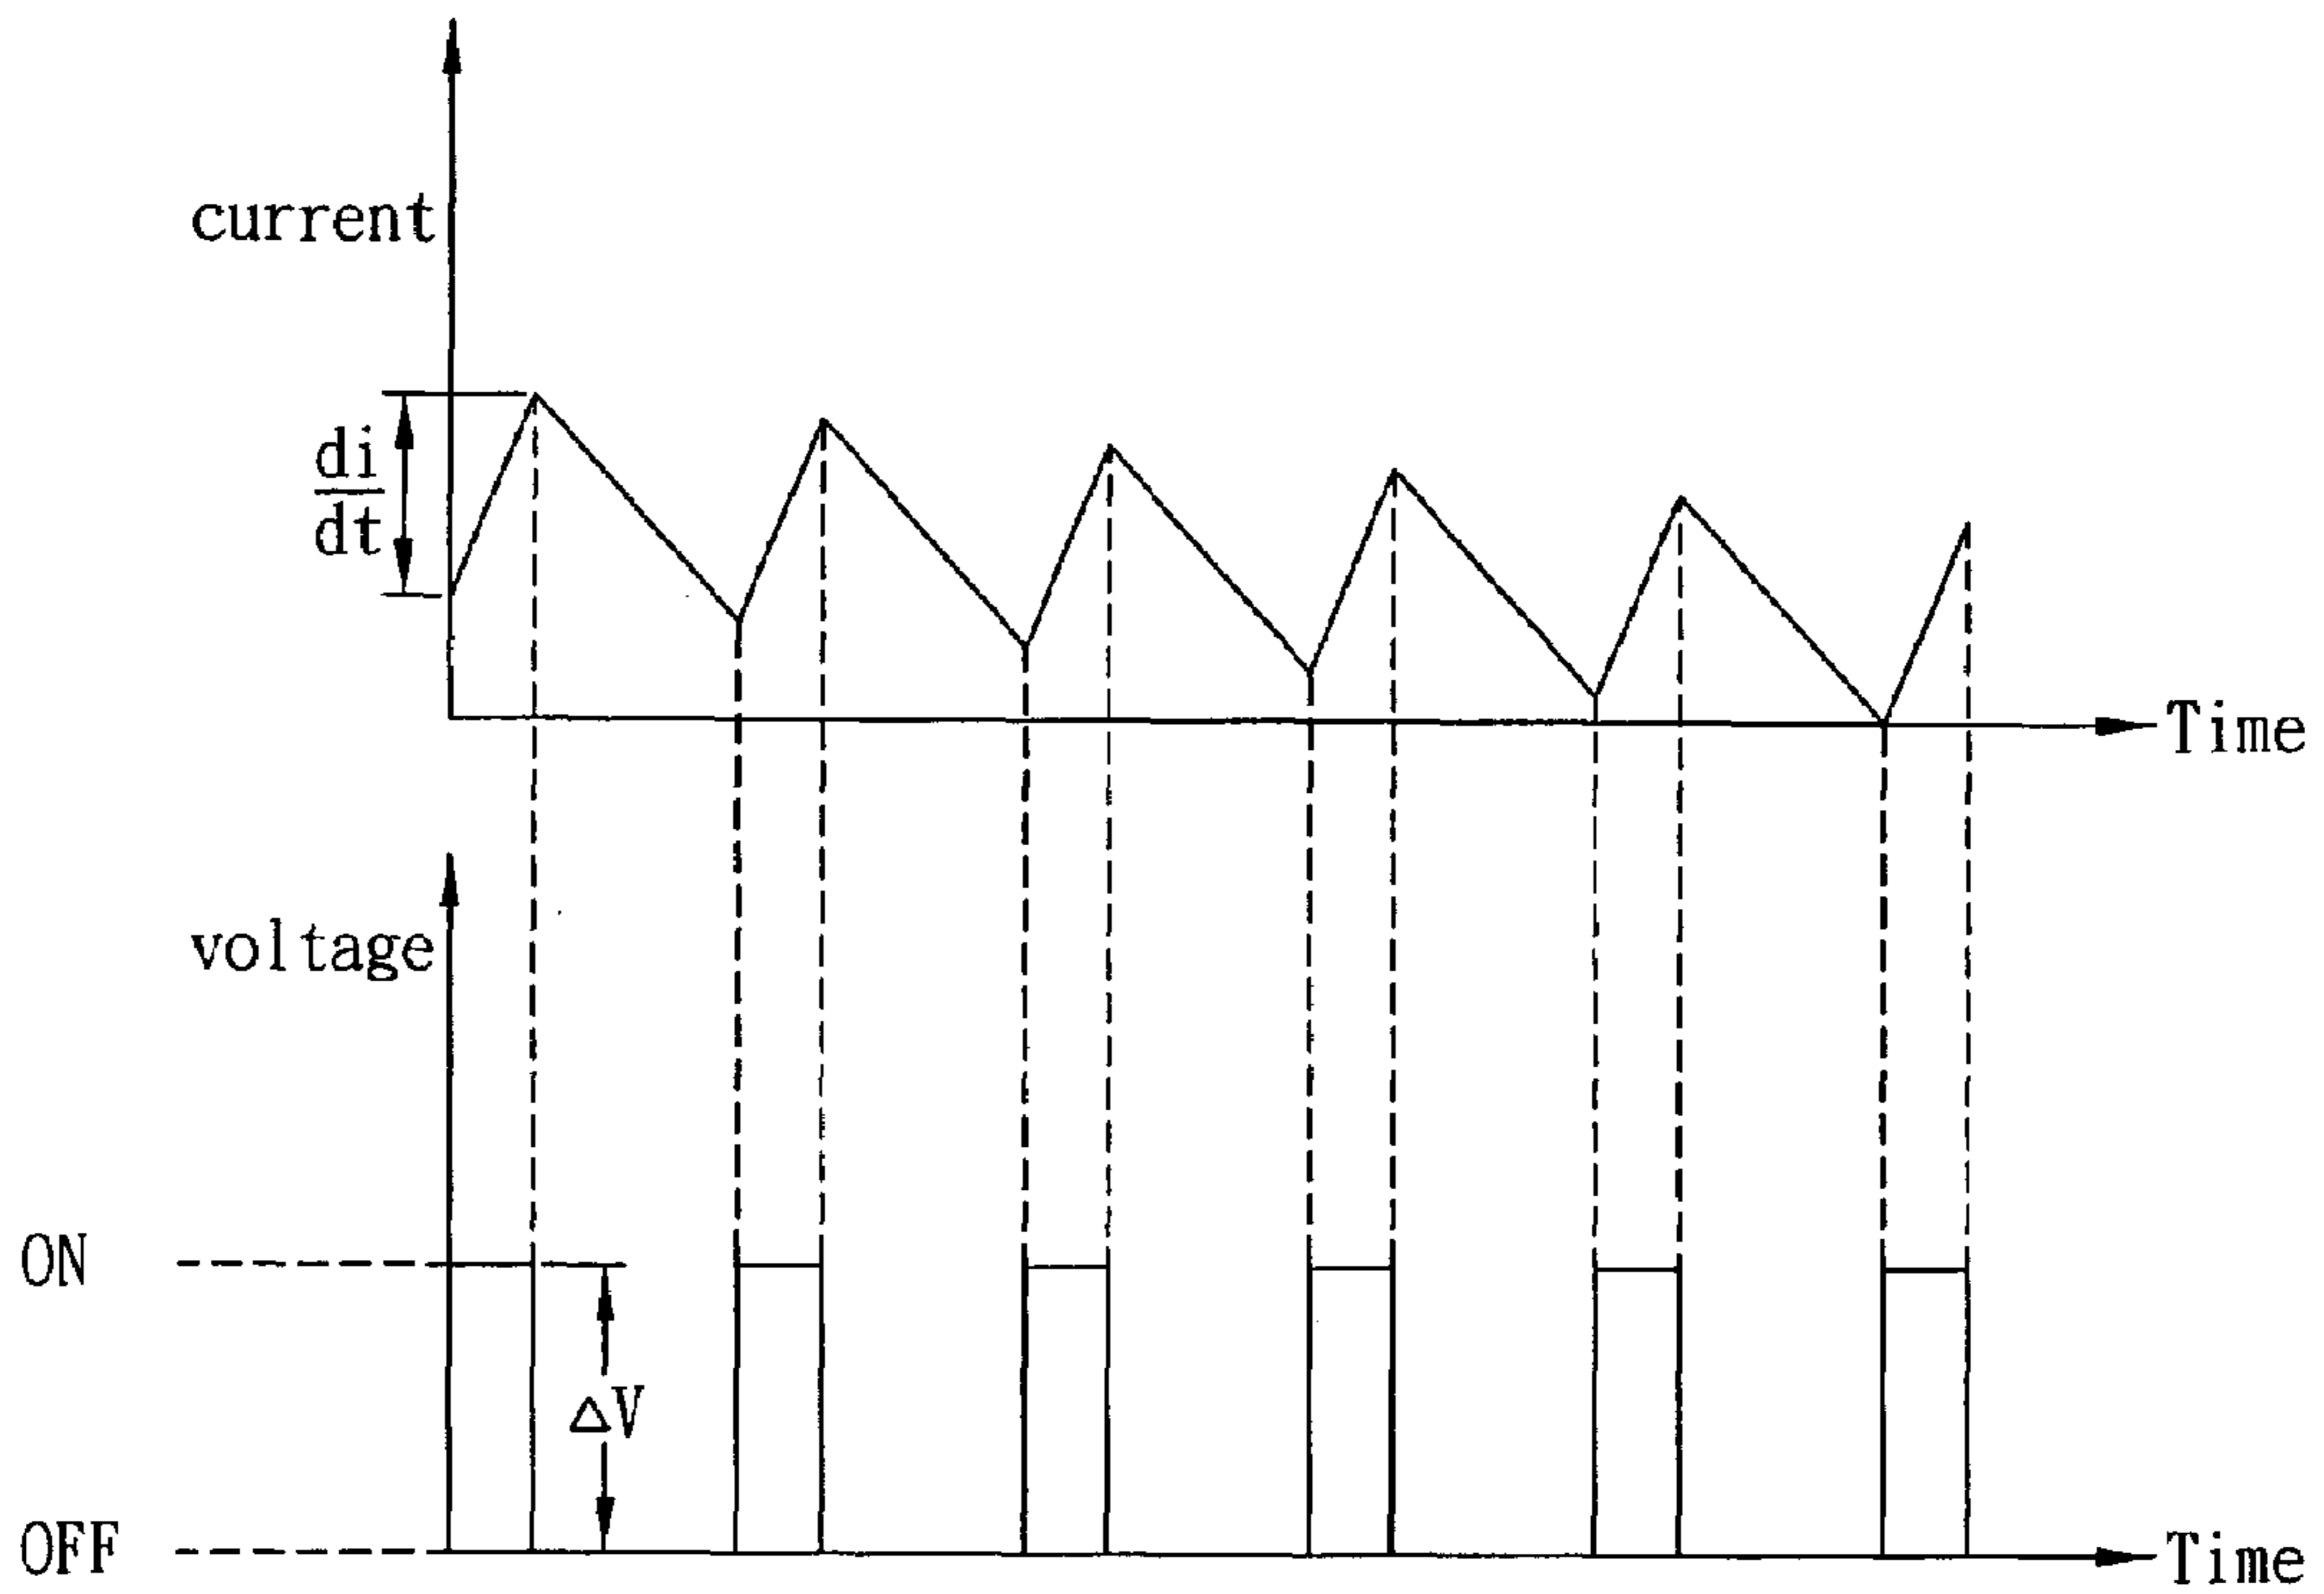 current
di
dt
Time
voltage
ON
ΔV
OFF
Time